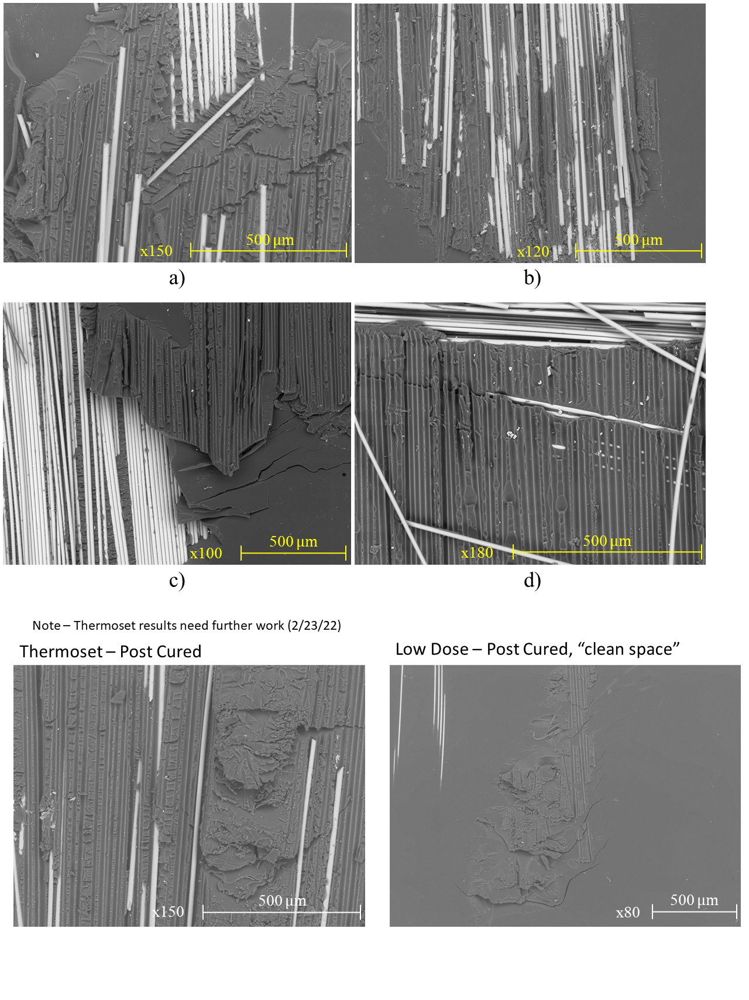 500 µm
x150
500 µm
x120
a)
b)
500 µm
x100
500 µm
x180
c)
d)
Note – Thermoset results need further work (2/23/22)
Thermoset – Post Cured
Low Dose – Post Cured, “clean space”
500 µm
x150
500 µm
x80